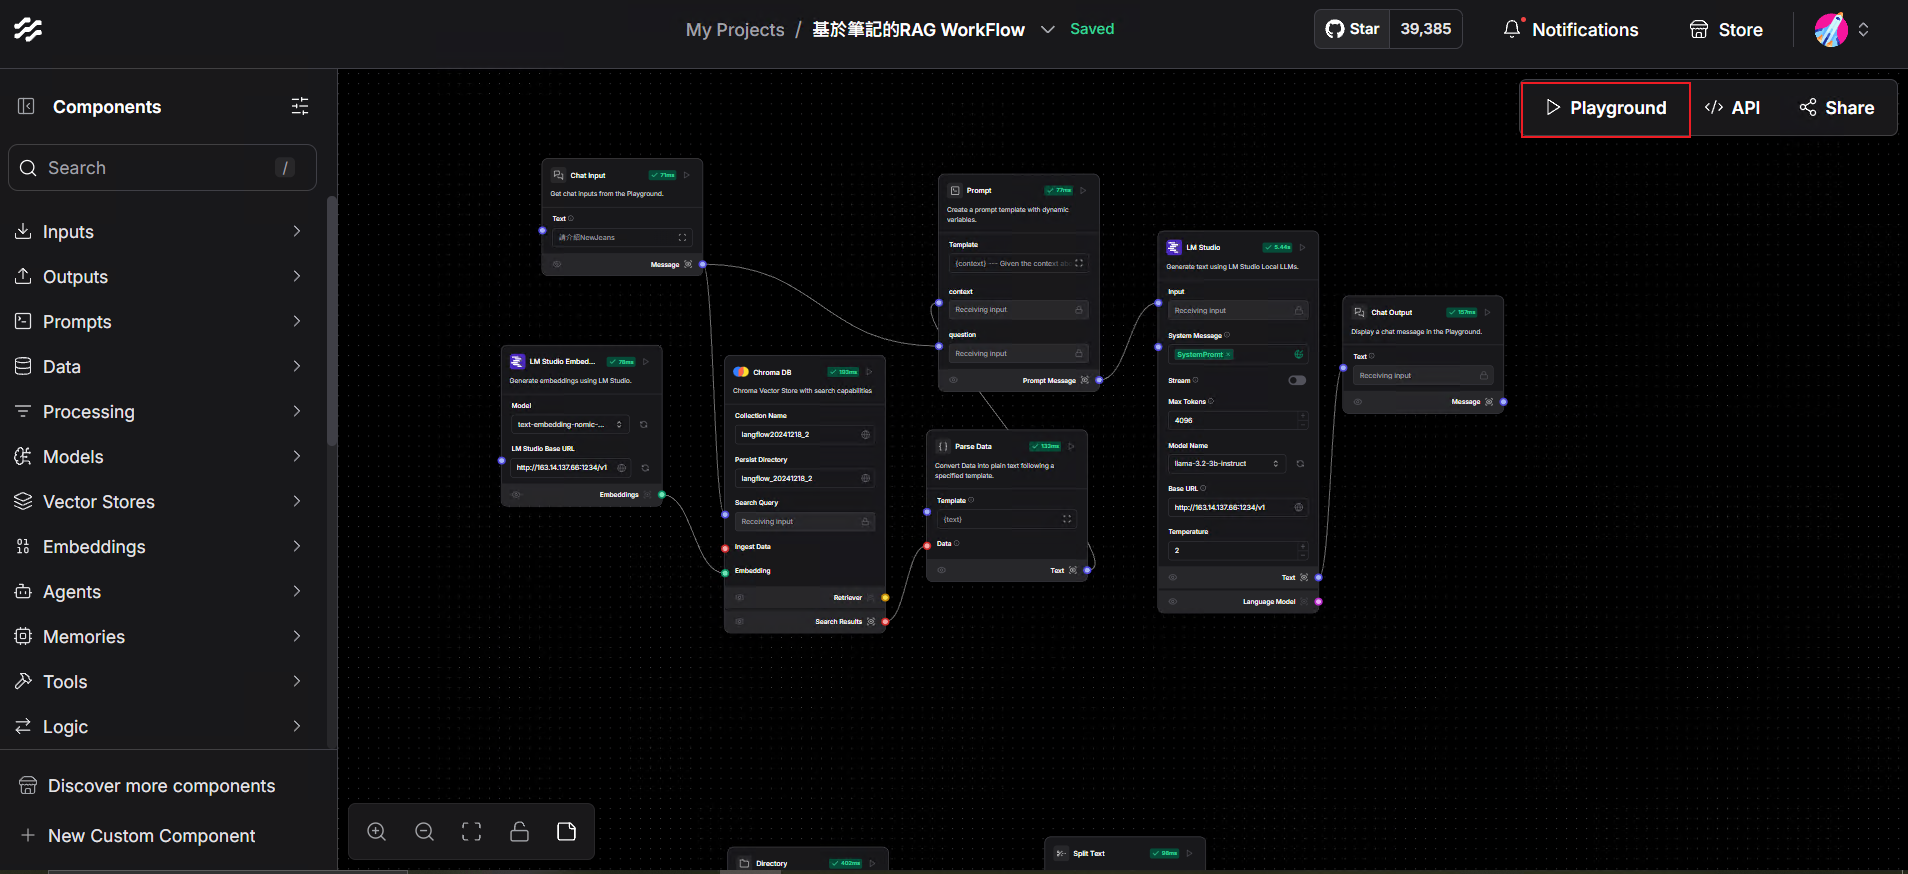 My Projects / 基於筆記的RAG WorkFlow Saved
Star 39,385
Notifications
Store
Components
Search /
Inputs
Outputs
Prompts
Data
Processing
Models
Vector Stores
Embeddings
Agents
Memories
Tools
Logic
Discover more components
New Custom Component
Playground
API
Share
Chat Input 71ms
Get chat inputs from the Playground.
Text
請介紹NewJeans
Message
LM Studio Embed... 76ms
Generate embeddings using LM Studio.
Model
text-embedding-nomic-...
LM Studio Base URL
http://163.14.137.66:1234/v1
Embeddings
Chroma DB 193ms
Chroma Vector Store with search capabilities
Collection Name
langflow20241218_2
Persist Directory
langflow_20241218_2
Search Query
Receiving input
Ingest Data
Embedding
Retriever
Search Results
Prompt 77ms
Create a prompt template with dynamic
variables.
Template
{context} --- Given the context
context
Receiving input
question
Receiving input
Prompt Message
Parse Data 133ms
Convert Data into plain text following a
specified template.
Template
{text}
Data
Text
LM Studio 5.44s
Generate text using LM Studio Local LLMs.
Input
Receiving input
System Message
SystemPromt ×
Stream
Max Tokens
4096
Model Name
llama-3.2-3b-instruct
Base URL
http://163.14.137.66:1234/v1
Temperature
2
Text
Language Model
Chat Output 157ms
Display a chat message in the Playground.
Text
Receiving input
Message
Directory 402ms
Split Text 96ms